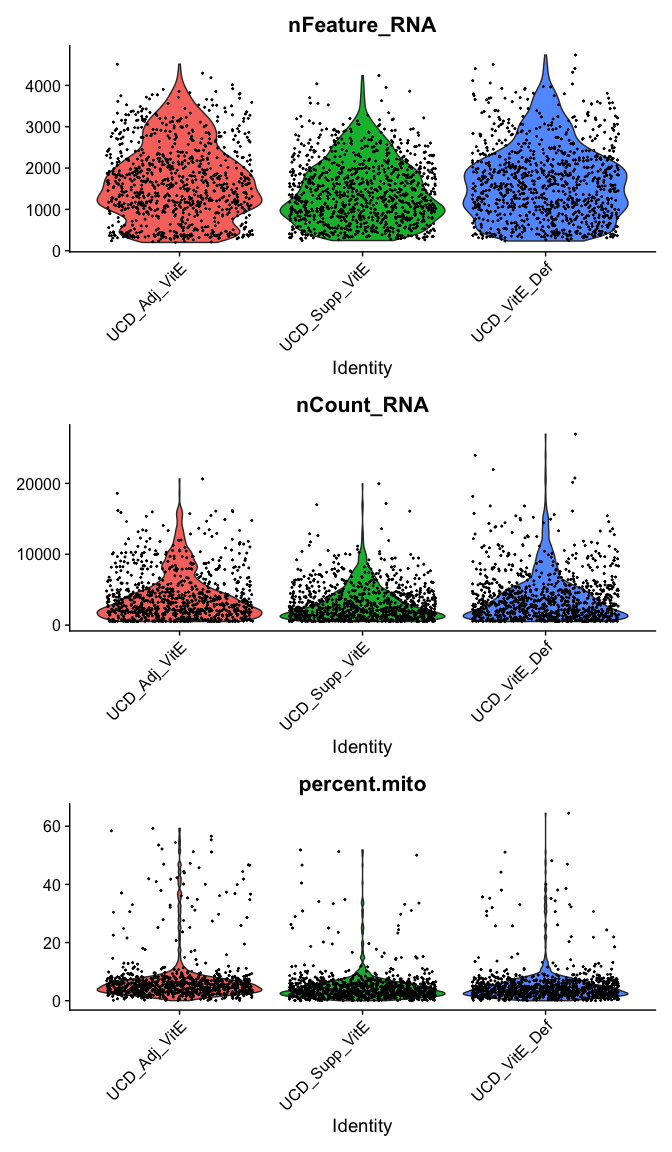 nFeature_RNA
4000
3000
2000
1000
0
UCD_Adj_VitE
UCD_Supp_VitE
UCD_VitE_Def
Identity
nCount_RNA
20000
10000
0
UCD_Adj_VitE
UCD_Supp_VitE
UCD_VitE_Def
Identity
percent.mito
60
40
20
0
UCD_Adj_VitE
UCD_Supp_VitE
UCD_VitE_Def
Identity